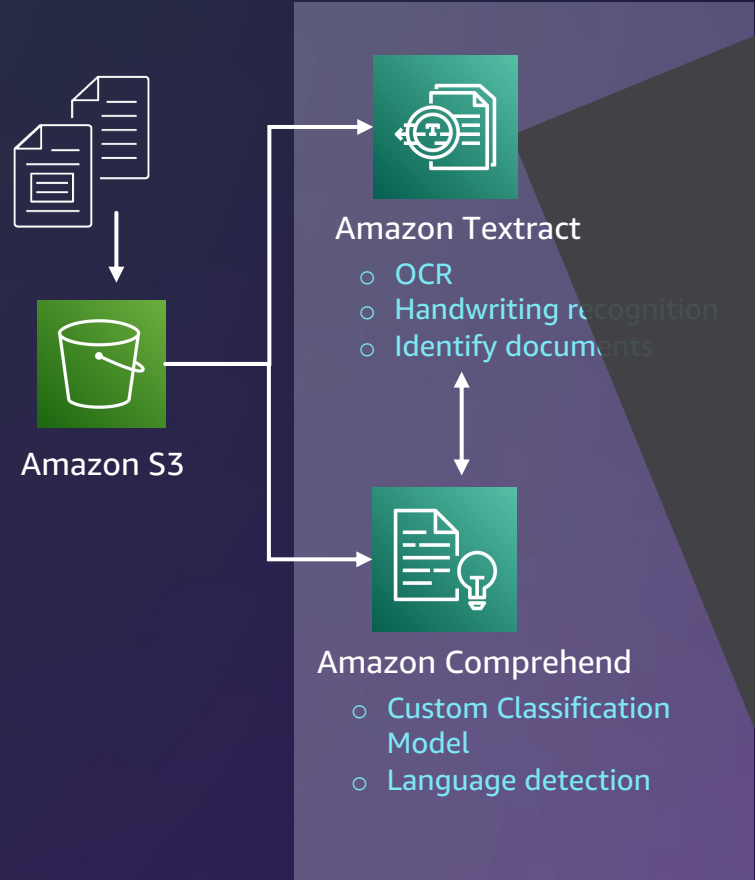 Amazon Textract
OCR
Handwriting recognition
Identify documents
Amazon S3
Amazon Comprehend
Custom Classification
Model
Language detection